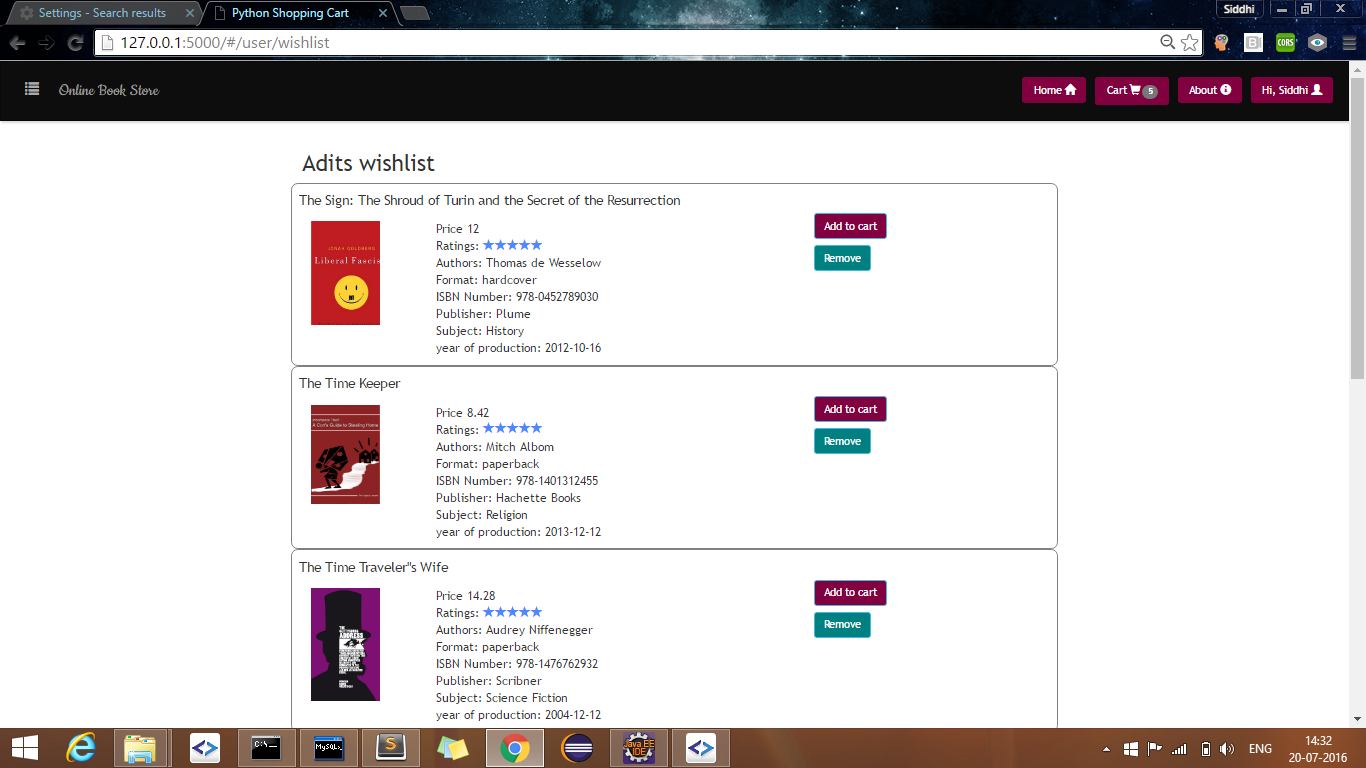 Settings - Search results
Python Shopping Cart
Siddhi
127.0.0.1:5000/#/user/wishlist
CORS
Online Book Store
Home
Cart 5
About
Hi, Siddhi
Adits wishlist
The Sign: The Shroud of Turin and the Secret of the Resurrection
JONAH GOLDBERG
Liberal Fascis
Price 12
Ratings:
Authors: Thomas de Wesselow
Format: hardcover
ISBN Number: 978-0452789030
Publisher: Plume
Subject: History
year of production: 2012-10-16
Add to cart
Remove
The Time Keeper
Price 8.42
Ratings:
Authors: Mitch Albom
Format: paperback
ISBN Number: 978-1401312455
Publisher: Hachette Books
Subject: Religion
year of production: 2013-12-12
Add to cart
Remove
The Time Traveler"s Wife
ADDRESS
Price 14.28
Ratings:
Authors: Audrey Niffenegger
Format: paperback
ISBN Number: 978-1476762932
Publisher: Scribner
Subject: Science Fiction
year of production: 2004-12-12
Add to cart
Remove
C:\
MySQL
Java EE
IDE
ENG
14:32
20-07-2016